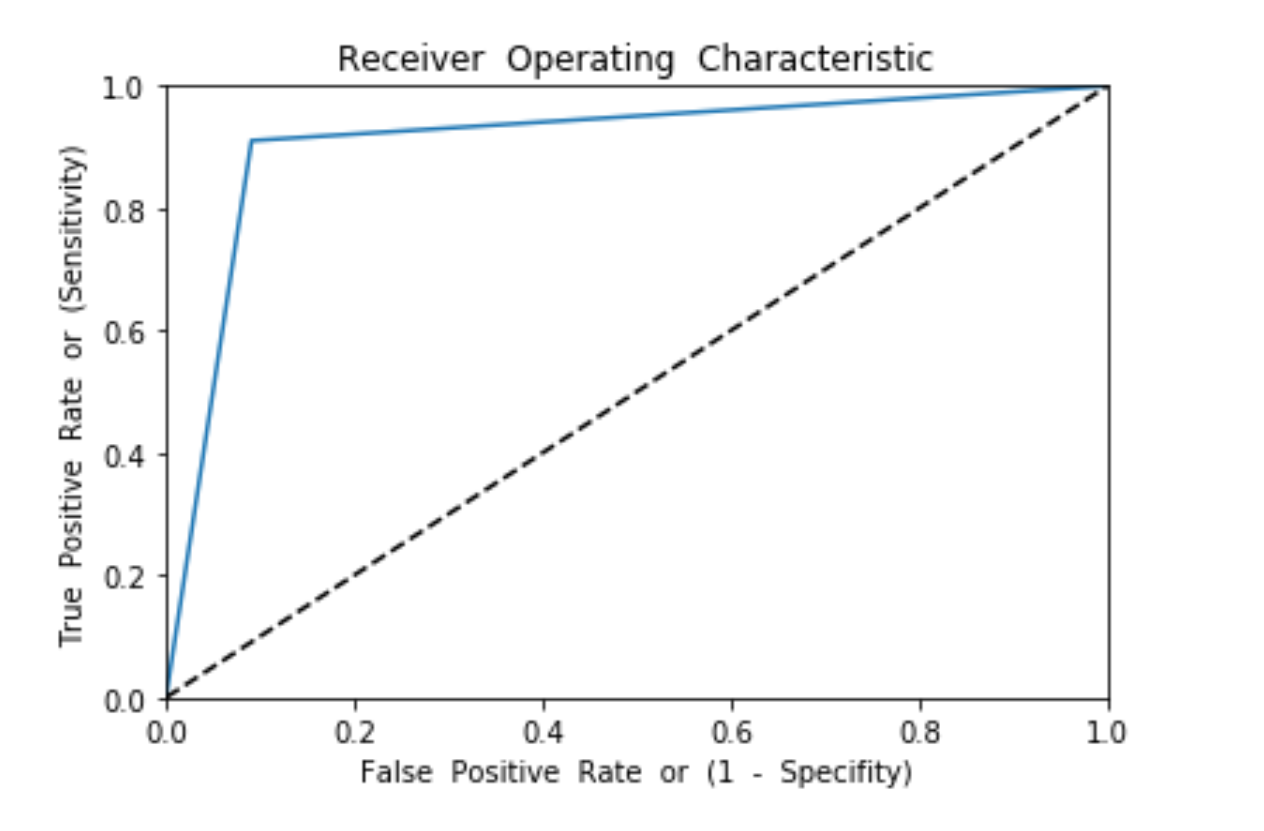 Receiver Operating Characteristic
1.0
0.8
0.6
0.4
0.2
0.0
True Positive Rate or (Sensitivity)
0.0 0.2 0.4 0.6 0.8 1.0
False Positive Rate or (1 - Specifity)